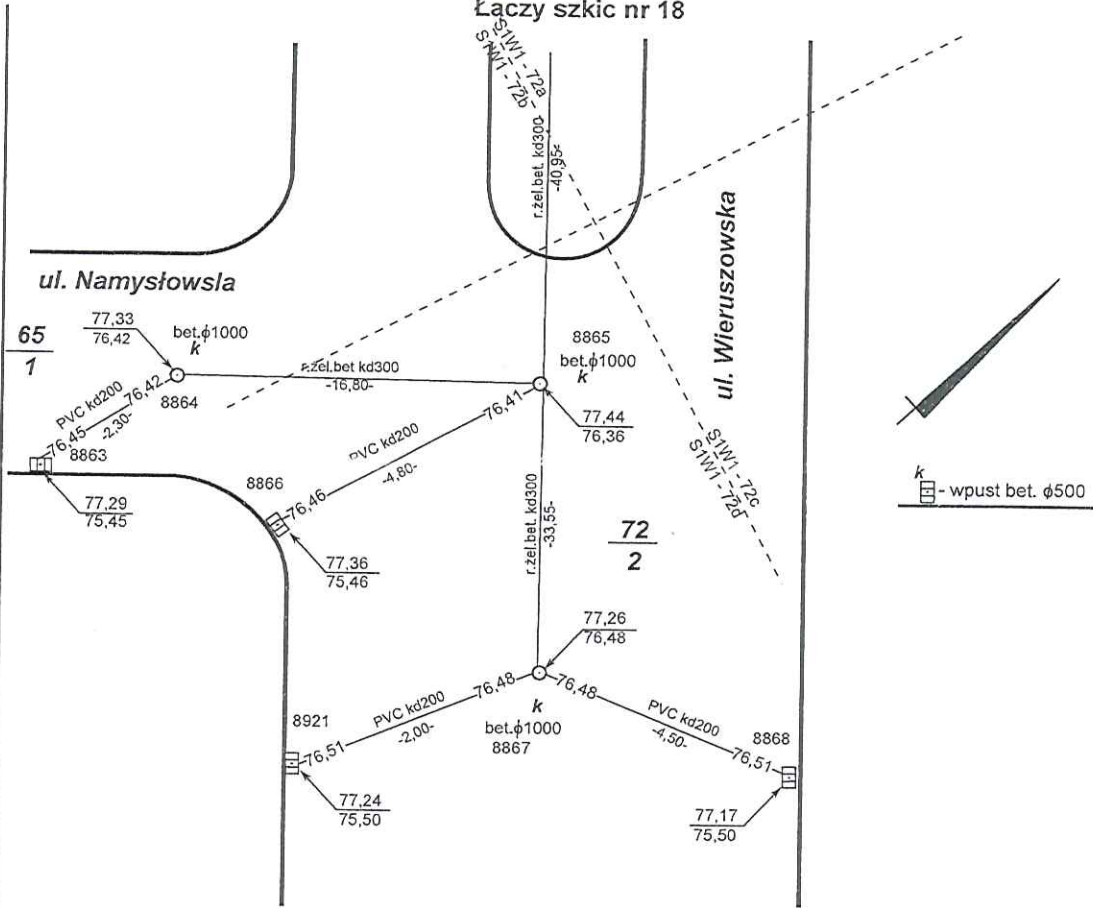 Łączy szkic nr 18
S1W1 - 72a
S1W1 - 72b
r.żel.bet. kd300
-40,95-
ul. Namysłowsla
ul. Wieruszowska
65
1
77,33
76,42
bet.ϕ1000
k
8864
r.żel.bet kd300
-16,80-
8865
bet.ϕ1000
k
77,44
76,36
PVC kd200
-2,30-
76,42
76,45
8863
77,29
75,45
76,41
PVC kd200
-4,80-
76,46
8866
77,36
75,46
r.żel.bet. kd300
-33,55-
S1W1 - 72c
S1W1 - 72d
72
2
k
- wpust bet. ϕ500
77,26
76,48
76,48
76,48
k
bet.ϕ1000
8867
8921
PVC kd200
-2,00-
76,51
77,24
75,50
PVC kd200
-4,50-
8868
76,51
77,17
75,50